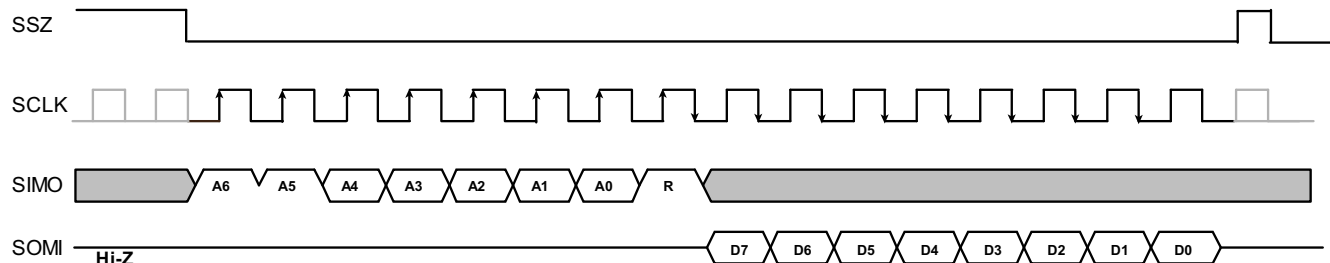 SSZ
SCLK
SIMO A6 A5 A4 A3 A2 A1 A0 R
SOMI Hi-Z D7 D6 D5 D4 D3 D2 D1 D0